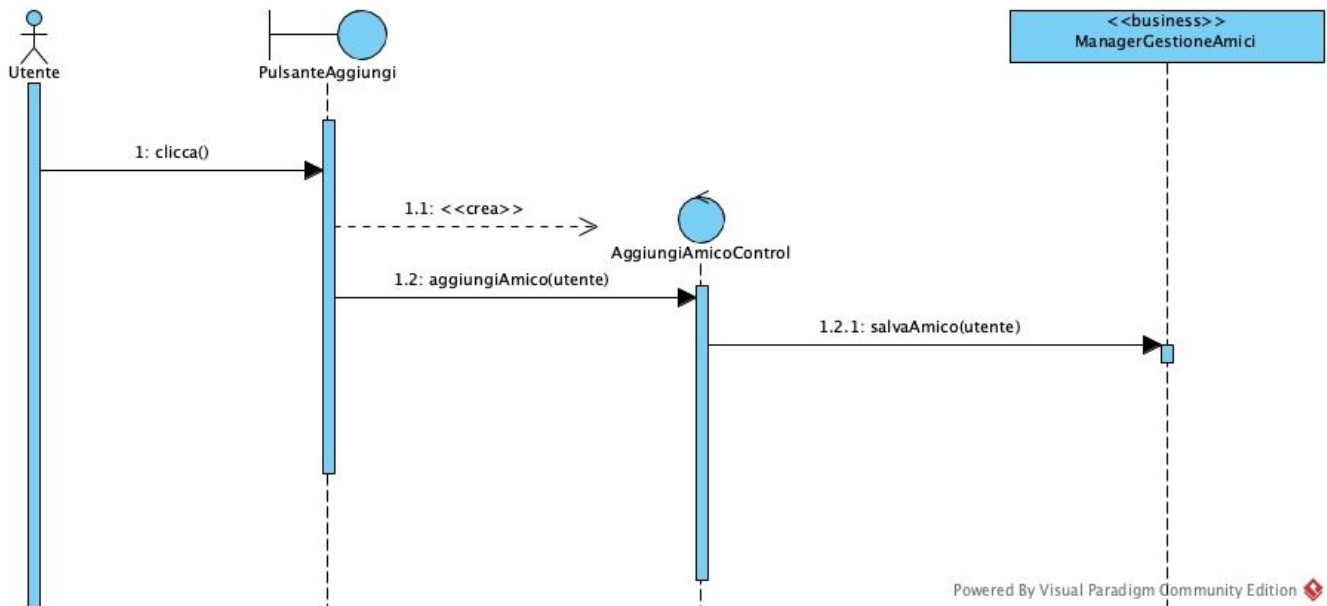 <<business>>
ManagerGestioneAmici
Utente
PulsanteAggiungi
1: clicca()
1.1: <<crea>>
AggiungiAmicoControl
1.2: aggiungiAmico(utente)
1.2.1: salvaAmico(utente)
Powered By Visual Paradigm Community Edition